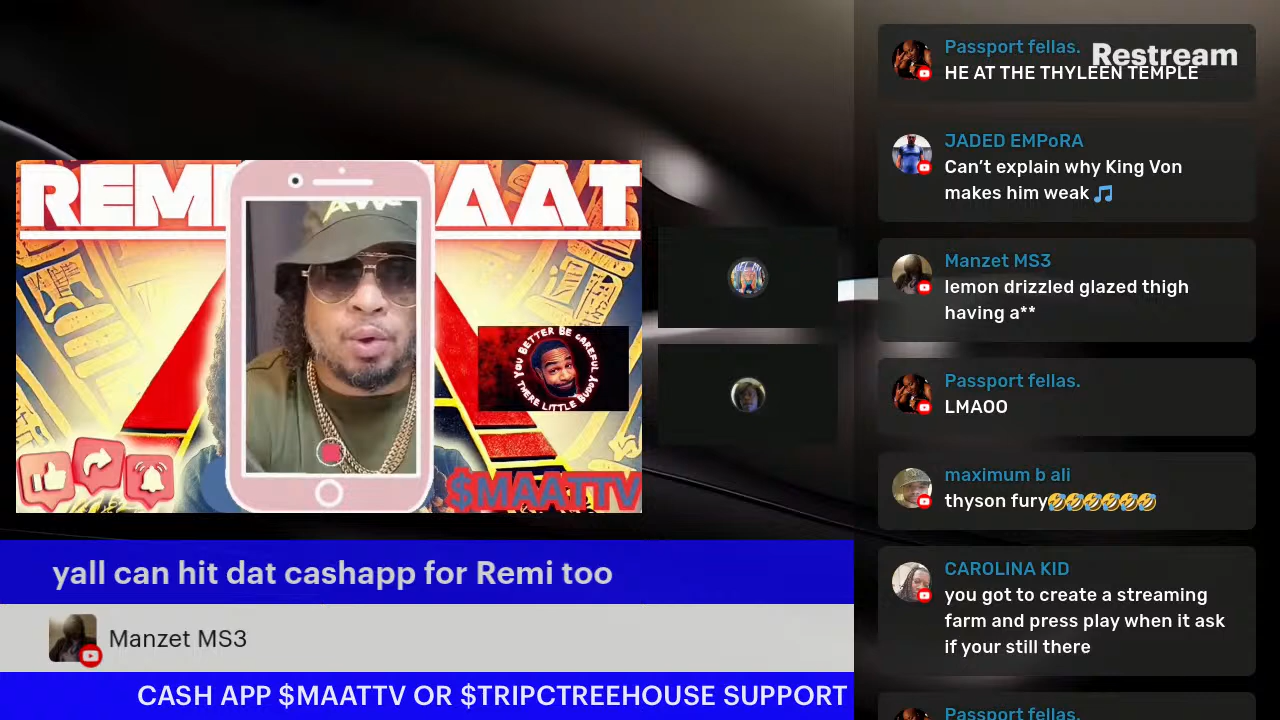 REMI MAAT
YOU BETTER BE CAREFUL
THERE LITTLE BUDDY
$MAATTV
yall can hit dat cashapp for Remi too
Manzet MS3
CASH APP $MAATTV OR $TRIPCTREEHOUSE SUPPORT
Restream
Passport fellas.
HE AT THE THYLEEN TEMPLE
JADED EMPoRA
Can’t explain why King Von
makes him weak 🎵
Manzet MS3
lemon drizzled glazed thigh
having a**
Passport fellas.
LMAOO
maximum b ali
thyson fury🤣🤣🤣🤣🤣🤣
CAROLINA KID
you got to create a streaming
farm and press play when it ask
if your still there
Passport fellas.